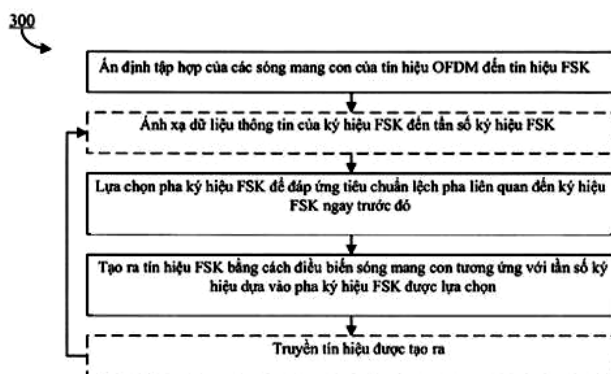 300
Ấn định tập hợp của các sóng mang con của tín hiệu OFDM đến tín hiệu FSK
Ánh xạ dữ liệu thông tin của ký hiệu FSK đến tần số ký hiệu FSK
Lựa chọn pha ký hiệu FSK để đáp ứng tiêu chuẩn lệch pha liên quan đến ký hiệu
FSK ngay trước đó
Tạo ra tín hiệu FSK bằng cách điều biến sóng mang con tương ứng với tần số ký
hiệu dựa vào pha ký hiệu FSK được lựa chọn
Truyền tín hiệu được tạo ra